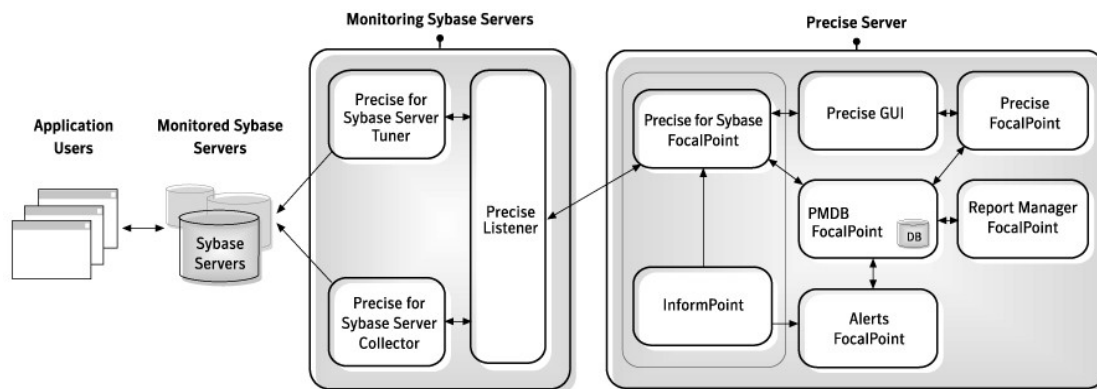 Monitoring Sybase Servers
Precise Server
Application
Users
Monitored Sybase
Servers
Sybase
Servers
Precise for
Sybase Server
Tuner
Precise
Listener
Precise for
Sybase Server
Collector
Precise for Sybase
FocalPoint
Precise GUI
Precise
FocalPoint
PMDB
FocalPoint
DB
Report Manager
FocalPoint
InformPoint
Alerts
FocalPoint